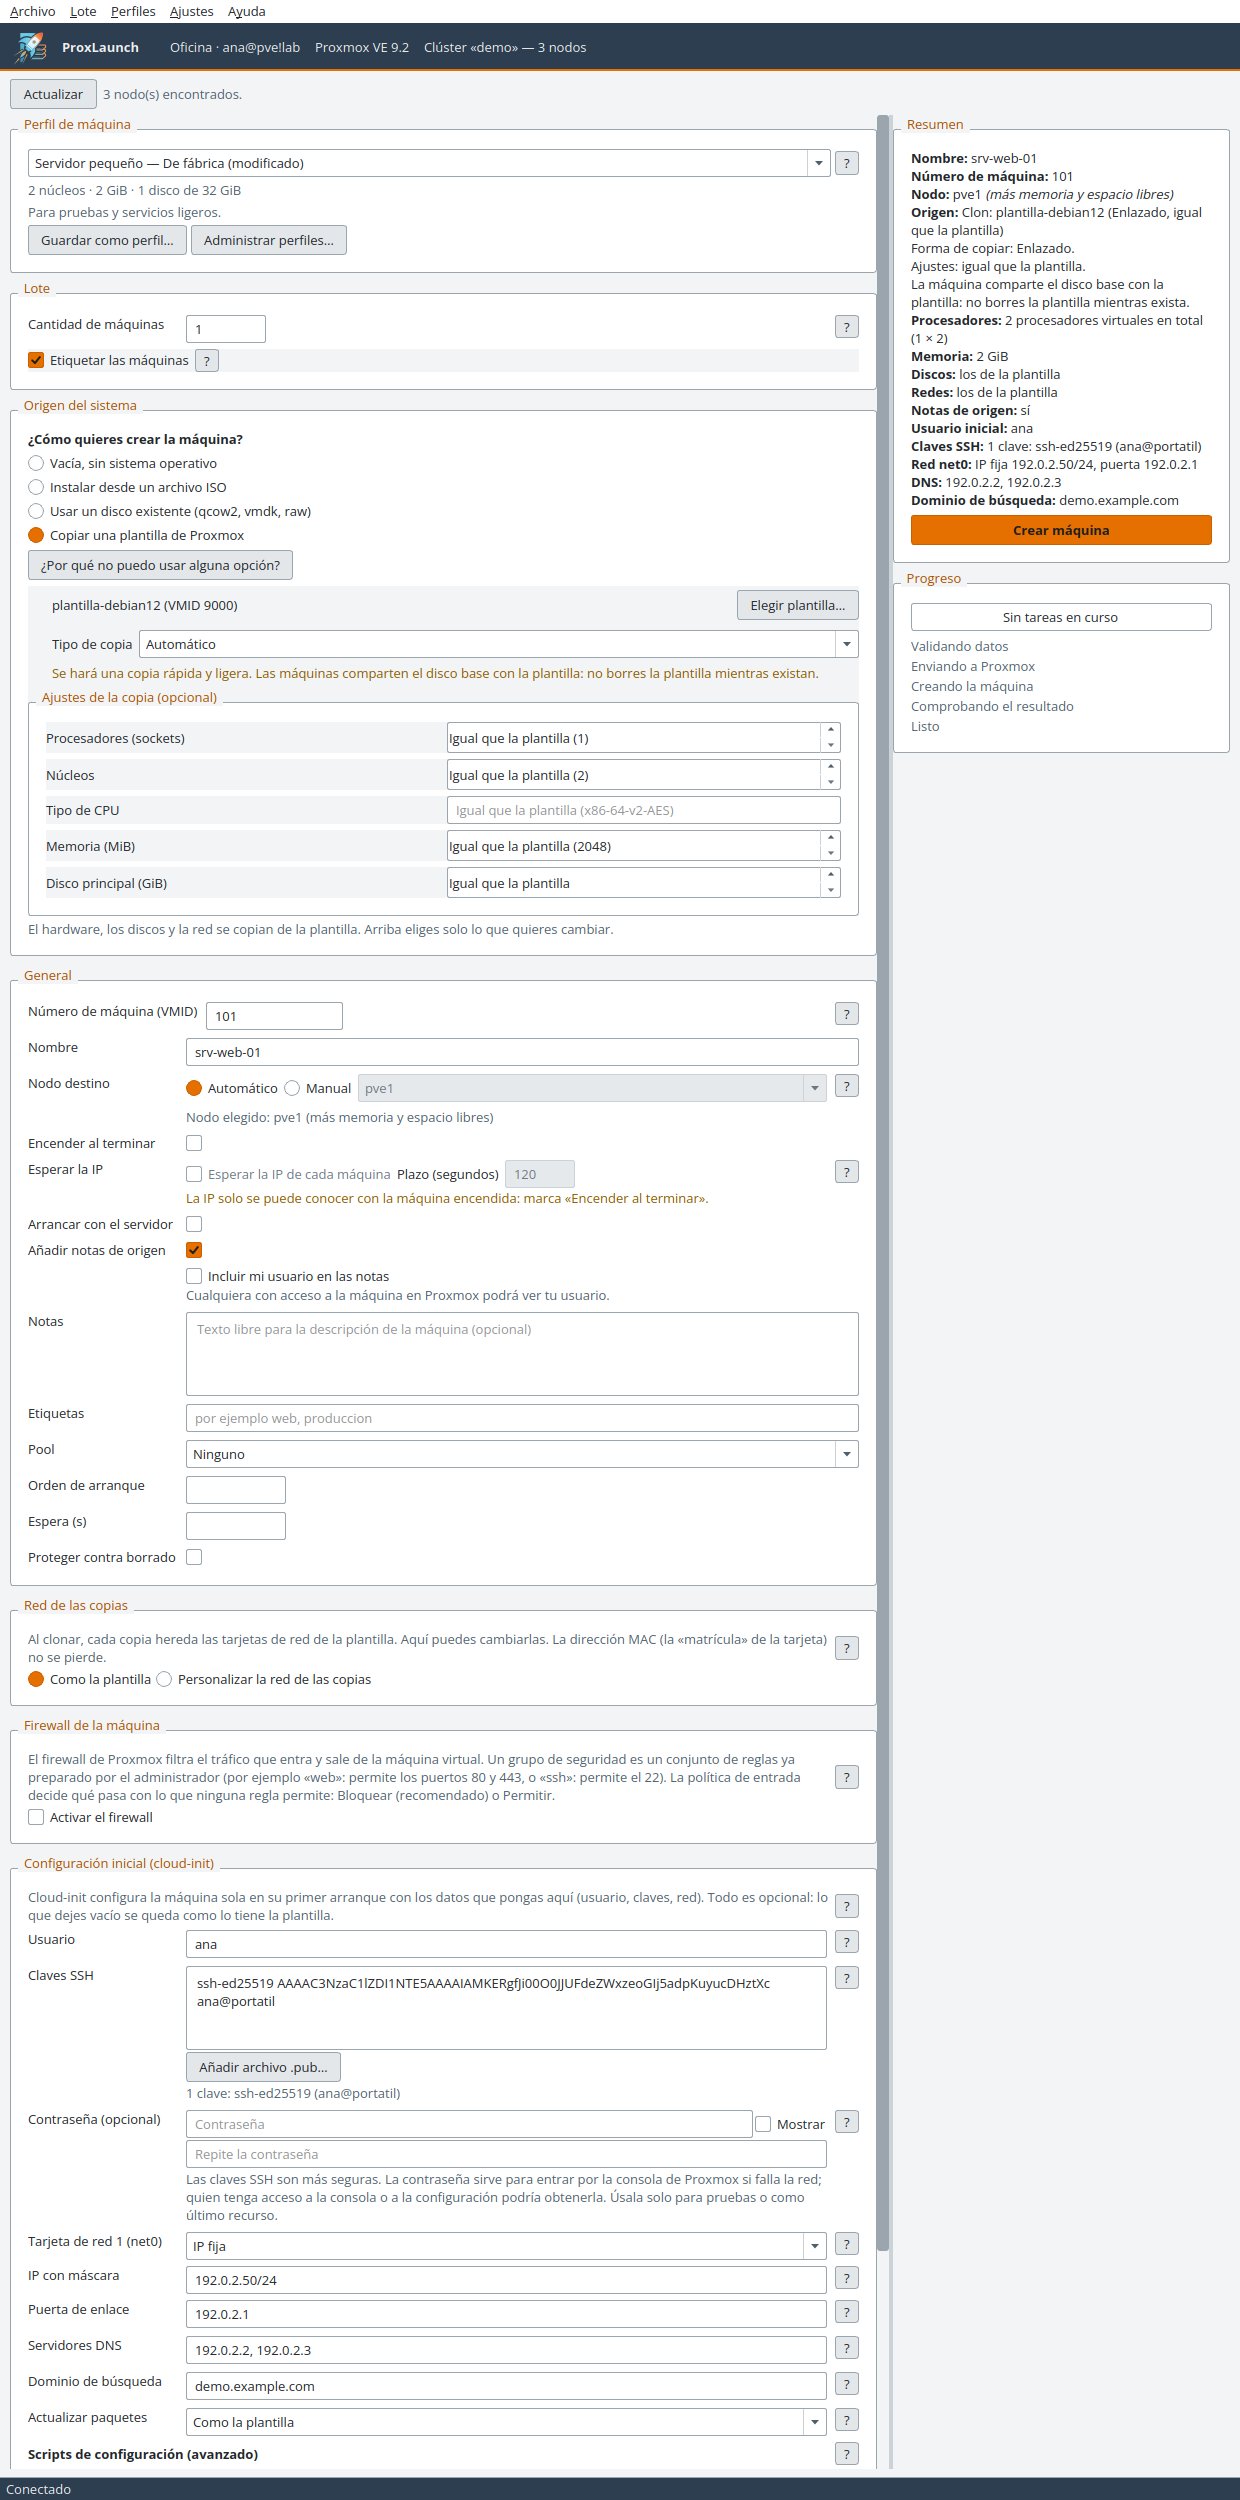 Archivo Lote Perfiles Ajustes Ayuda
ProxLaunch Oficina · ana@pve!lab Proxmox VE 9.2 Clúster «demo» — 3 nodos
Actualizar 3 nodo(s) encontrados.
Perfil de máquina
Servidor pequeño — De fábrica (modificado) ?
2 núcleos · 2 GiB · 1 disco de 32 GiB
Para pruebas y servicios ligeros.
Guardar como perfil... Administrar perfiles...
Lote
Cantidad de máquinas 1 ?
Etiquetar las máquinas ?
Origen del sistema
¿Cómo quieres crear la máquina?
Vacía, sin sistema operativo
Instalar desde un archivo ISO
Usar un disco existente (qcow2, vmdk, raw)
Copiar una plantilla de Proxmox
¿Por qué no puedo usar alguna opción?
plantilla-debian12 (VMID 9000) Elegir plantilla...
Tipo de copia Automático
Se hará una copia rápida y ligera. Las máquinas comparten el disco base con la plantilla: no borres la plantilla mientras existan.
Ajustes de la copia (opcional)
Procesadores (sockets) Igual que la plantilla (1)
Núcleos Igual que la plantilla (2)
Tipo de CPU Igual que la plantilla (x86-64-v2-AES)
Memoria (MiB) Igual que la plantilla (2048)
Disco principal (GiB) Igual que la plantilla
El hardware, los discos y la red se copian de la plantilla. Arriba eliges solo lo que quieres cambiar.
General
Número de máquina (VMID) 101 ?
Nombre srv-web-01
Nodo destino Automático Manual pve1 ?
Nodo elegido: pve1 (más memoria y espacio libres)
Encender al terminar
Esperar la IP Esperar la IP de cada máquina Plazo (segundos) 120 ?
La IP solo se puede conocer con la máquina encendida: marca «Encender al terminar».
Arrancar con el servidor
Añadir notas de origen
Incluir mi usuario en las notas
Cualquiera con acceso a la máquina en Proxmox podrá ver tu usuario.
Notas Texto libre para la descripción de la máquina (opcional)
Etiquetas por ejemplo web, produccion
Pool Ninguno
Orden de arranque
Espera (s)
Proteger contra borrado
Red de las copias
Al clonar, cada copia hereda las tarjetas de red de la plantilla. Aquí puedes cambiarlas. La dirección MAC (la «matrícula» de la tarjeta)
no se pierde. ?
Como la plantilla Personalizar la red de las copias
Firewall de la máquina
El firewall de Proxmox filtra el tráfico que entra y sale de la máquina virtual. Un grupo de seguridad es un conjunto de reglas ya
preparado por el administrador (por ejemplo «web»: permite los puertos 80 y 443, o «ssh»: permite el 22). La política de entrada ?
decide qué pasa con lo que ninguna regla permite: Bloquear (recomendado) o Permitir.
Activar el firewall
Configuración inicial (cloud-init)
Cloud-init configura la máquina sola en su primer arranque con los datos que pongas aquí (usuario, claves, red). Todo es opcional: lo
que dejes vacío se queda como lo tiene la plantilla. ?
Usuario ana ?
Claves SSH ssh-ed25519 AAAAC3NzaC1lZDI1NTE5AAAAIAMKERgfJi00O0JJUFdeZWxzeoGIj5adpKuyucDHztXc ?
ana@portatil
Añadir archivo .pub...
1 clave: ssh-ed25519 (ana@portatil)
Contraseña (opcional) Contraseña Mostrar ?
Repite la contraseña
Las claves SSH son más seguras. La contraseña sirve para entrar por la consola de Proxmox si falla la red;
quien tenga acceso a la consola o a la configuración podría obtenerla. Úsala solo para pruebas o como
último recurso.
Tarjeta de red 1 (net0) IP fija ?
IP con máscara 192.0.2.50/24 ?
Puerta de enlace 192.0.2.1 ?
Servidores DNS 192.0.2.2, 192.0.2.3 ?
Dominio de búsqueda demo.example.com ?
Actualizar paquetes Como la plantilla ?
Scripts de configuración (avanzado) ?
Resumen
Nombre: srv-web-01
Número de máquina: 101
Nodo: pve1 (más memoria y espacio libres)
Origen: Clon: plantilla-debian12 (Enlazado, igual
que la plantilla)
Forma de copiar: Enlazado.
Ajustes: igual que la plantilla.
La máquina comparte el disco base con la
plantilla: no borres la plantilla mientras exista.
Procesadores: 2 procesadores virtuales en total
(1 × 2)
Memoria: 2 GiB
Discos: los de la plantilla
Redes: los de la plantilla
Notas de origen: sí
Usuario inicial: ana
Claves SSH: 1 clave: ssh-ed25519 (ana@portatil)
Red net0: IP fija 192.0.2.50/24, puerta 192.0.2.1
DNS: 192.0.2.2, 192.0.2.3
Dominio de búsqueda: demo.example.com
Crear máquina
Progreso
Sin tareas en curso
Validando datos
Enviando a Proxmox
Creando la máquina
Comprobando el resultado
Listo
Conectado